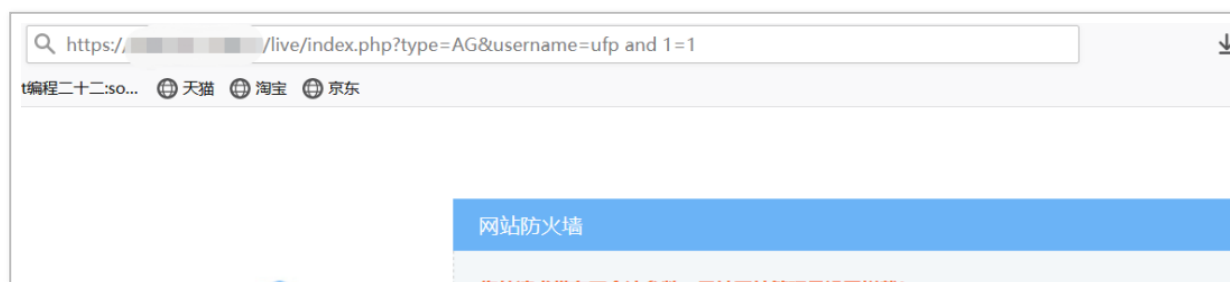 https:// /live/index.php?type=AG&username=ufp and 1=1
t编程二十二:so... 天猫 淘宝 京东
网站防火墙